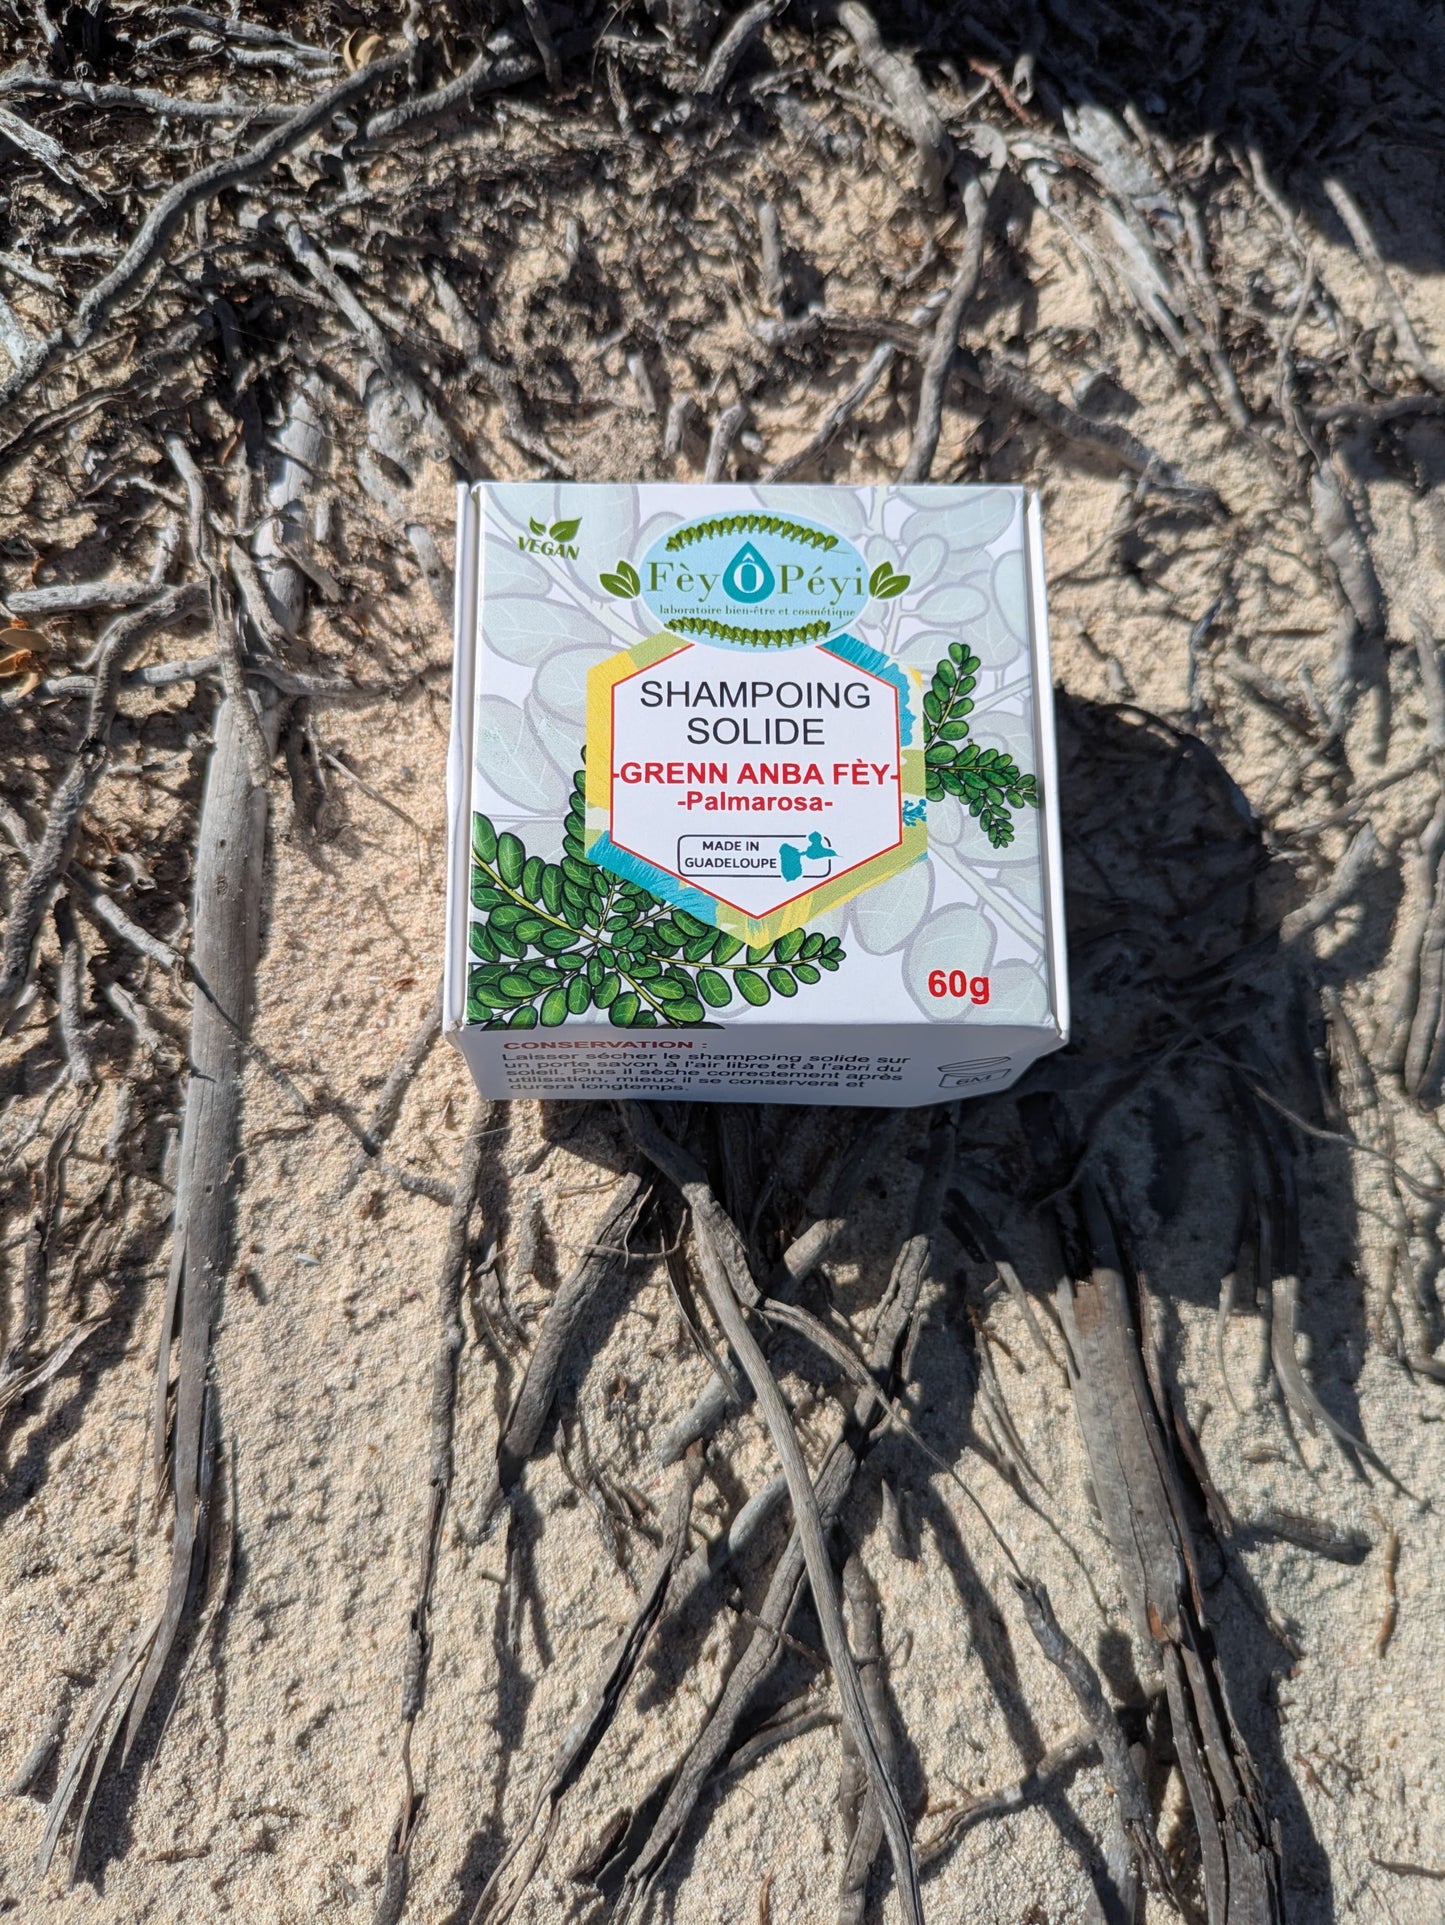 VEGAN
Fèy Ô Péyi
laboratoire bien-être et cosmétique
SHAMPOING
SOLIDE
-GRENN ANBA FÈY-
-Palmarosa-
MADE IN
GUADELOUPE
60g
CONSERVATION :
Laisser sécher le shampoing solide sur
un porte savon à l'air libre et à l'abri du
soleil. Plus il sèche correctement après
utilisation, mieux il se conservera et
durera longtemps.
6M